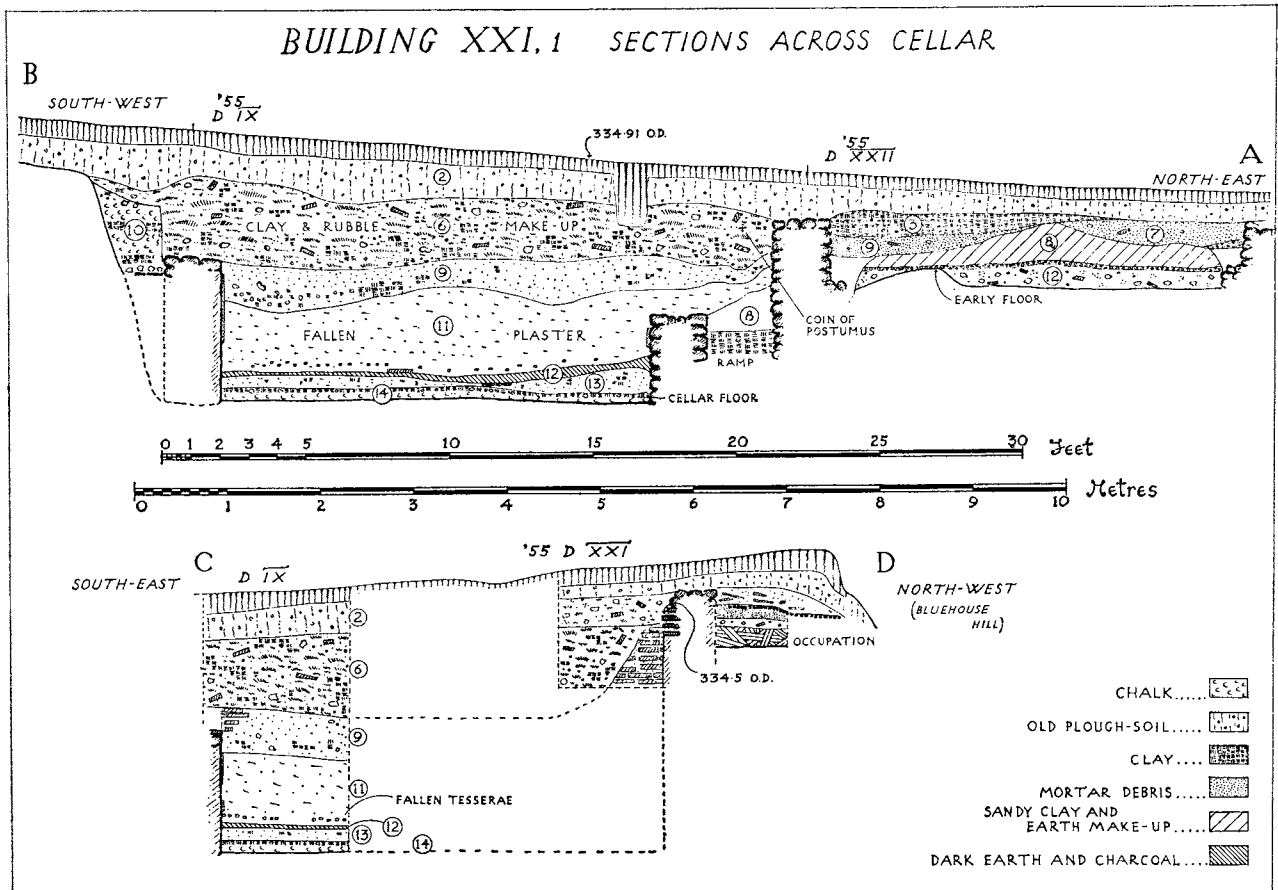 BUILDING XXI, 1 SECTIONS ACROSS CELLAR
B
SOUTH-WEST
'55
D IX
334·91 O.D.
'55
D XXII
A
NORTH-EAST
2
10
CLAY & RUBBLE 6 MAKE-UP
5
7
9
9
8
12
EARLY FLOOR
COIN OF
POSTUMUS
FALLEN 11 PLASTER
8
RAMP
12
13
14
CELLAR FLOOR
0 1 2 3 4 5 10 15 20 25 30 Feet
0 1 2 3 4 5 6 7 8 9 10 Metres
SOUTH-EAST
C
D IX
'55 D XXI
D
NORTH-WEST
(BLUEHOUSE
HILL)
2
6
9
11
FALLEN TESSERAE
12
13
14
OCCUPATION
334·5 O.D.
CHALK.....
OLD PLOUGH-SOIL.....
CLAY....
MORTAR DEBRIS.....
SANDY CLAY AND
EARTH MAKE-UP.....
DARK EARTH AND CHARCOAL....